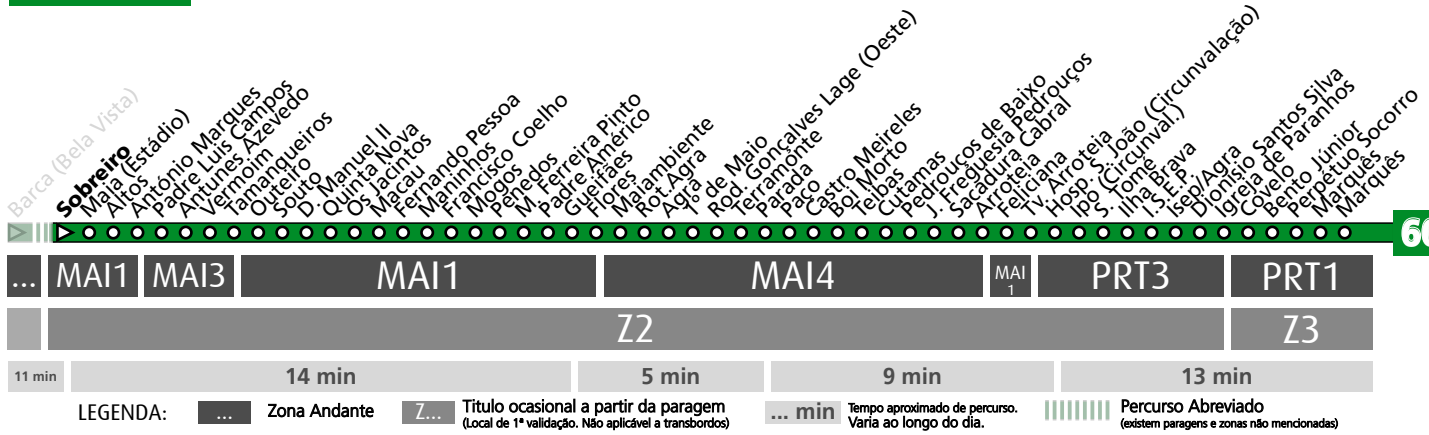 Barca (Bela Vista)
Sobreiro
Maia (Estádio)
Altos
António Marques
Padre Luís Campos
Antunes Azevedo
Vermoim
Tamanqueiros
Outeiro
Souto
D. Manuel II
Quinta Nova
Os Jacintos
Macau
Fernando Pessoa
Maninhos
Francisco Coelho
Mogos
Penedos
M. Ferreira Pinto
Padre Américo
Gueifães
Flores
Maiambiente
Rot.Agra
Agra
1º de Maio
Rod. Gonçalves Lage (Oeste)
Terramonte
Parada
Paço
Castro Meireles
Boi Morto
Teibas
Cutamas
Pedrouços de Baixo
J. Freguesia Pedrouços
Sacadura Cabral
Arroteia
Feliciana
Tv. Arroteia
Hosp. S. João (Circunvalação)
Ipo (Circunval.)
S. Tomé
Ilha Brava
I.S.E.P.
Isep/Agra
Dionísio Santos Silva
Igreja de Paranhos
Covelo
Bento Júnior
Perpétuo Socorro
Marquês
Marquês
... MAI1 MAI3 MAI1 MAI4 MAI 1 PRT3 PRT1
Z2 Z3
11 min 14 min 5 min 9 min 13 min
LEGENDA: ... Zona Andante Z... Titulo ocasional a partir da paragem ... min Tempo aproximado de percurso. Percurso Abreviado
(Local de 1ª validação. Não aplicável a transbordos) Varia ao longo do dia. (existem paragens e zonas não mencionadas)